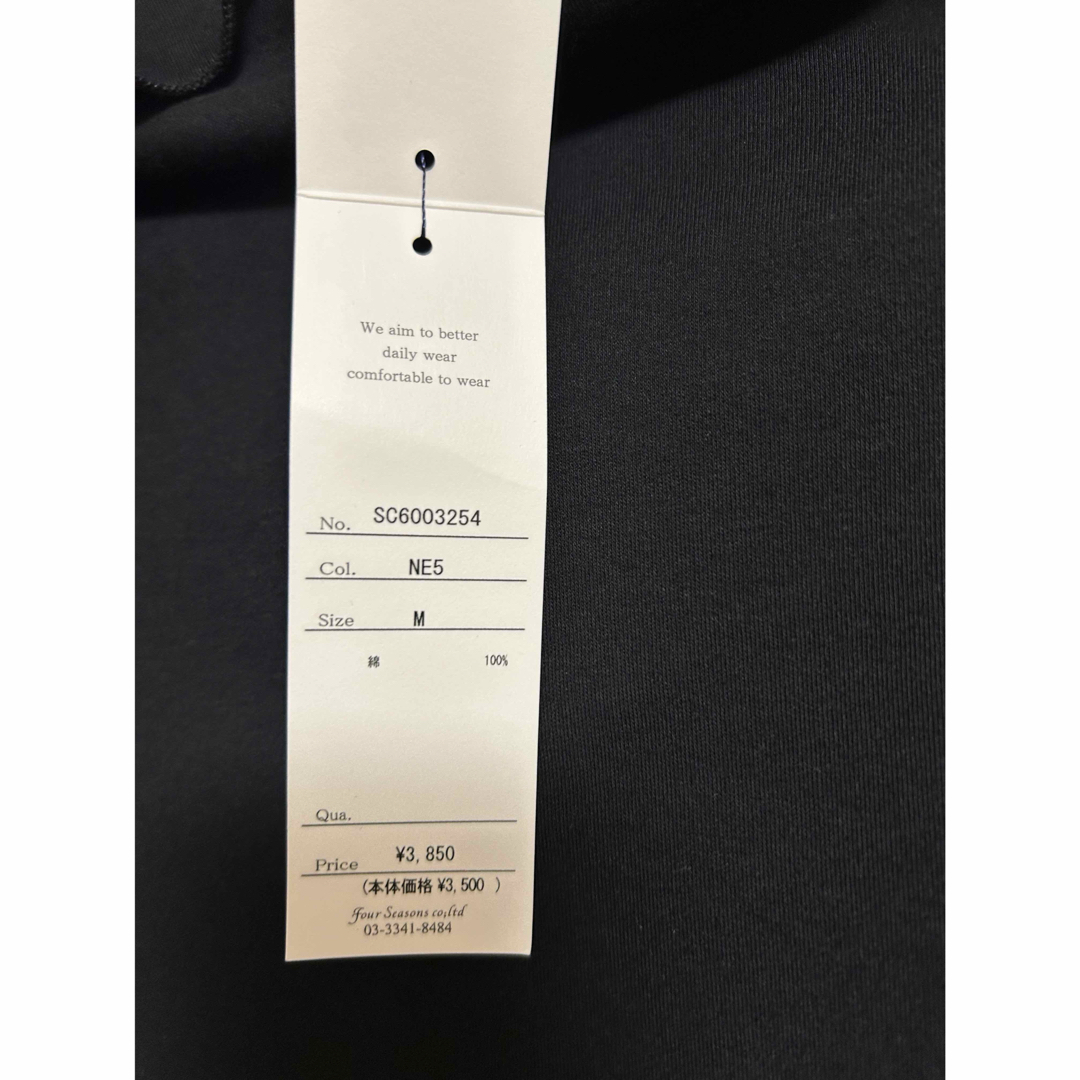 We aim to better
daily wear
comfortable to wear
No. SC6003254
Col. NE5
Size M
綿 100%
Qua.
Price ¥3,850
(本体価格 ¥3,500 )
Four Seasons co,ltd
03-3341-8484